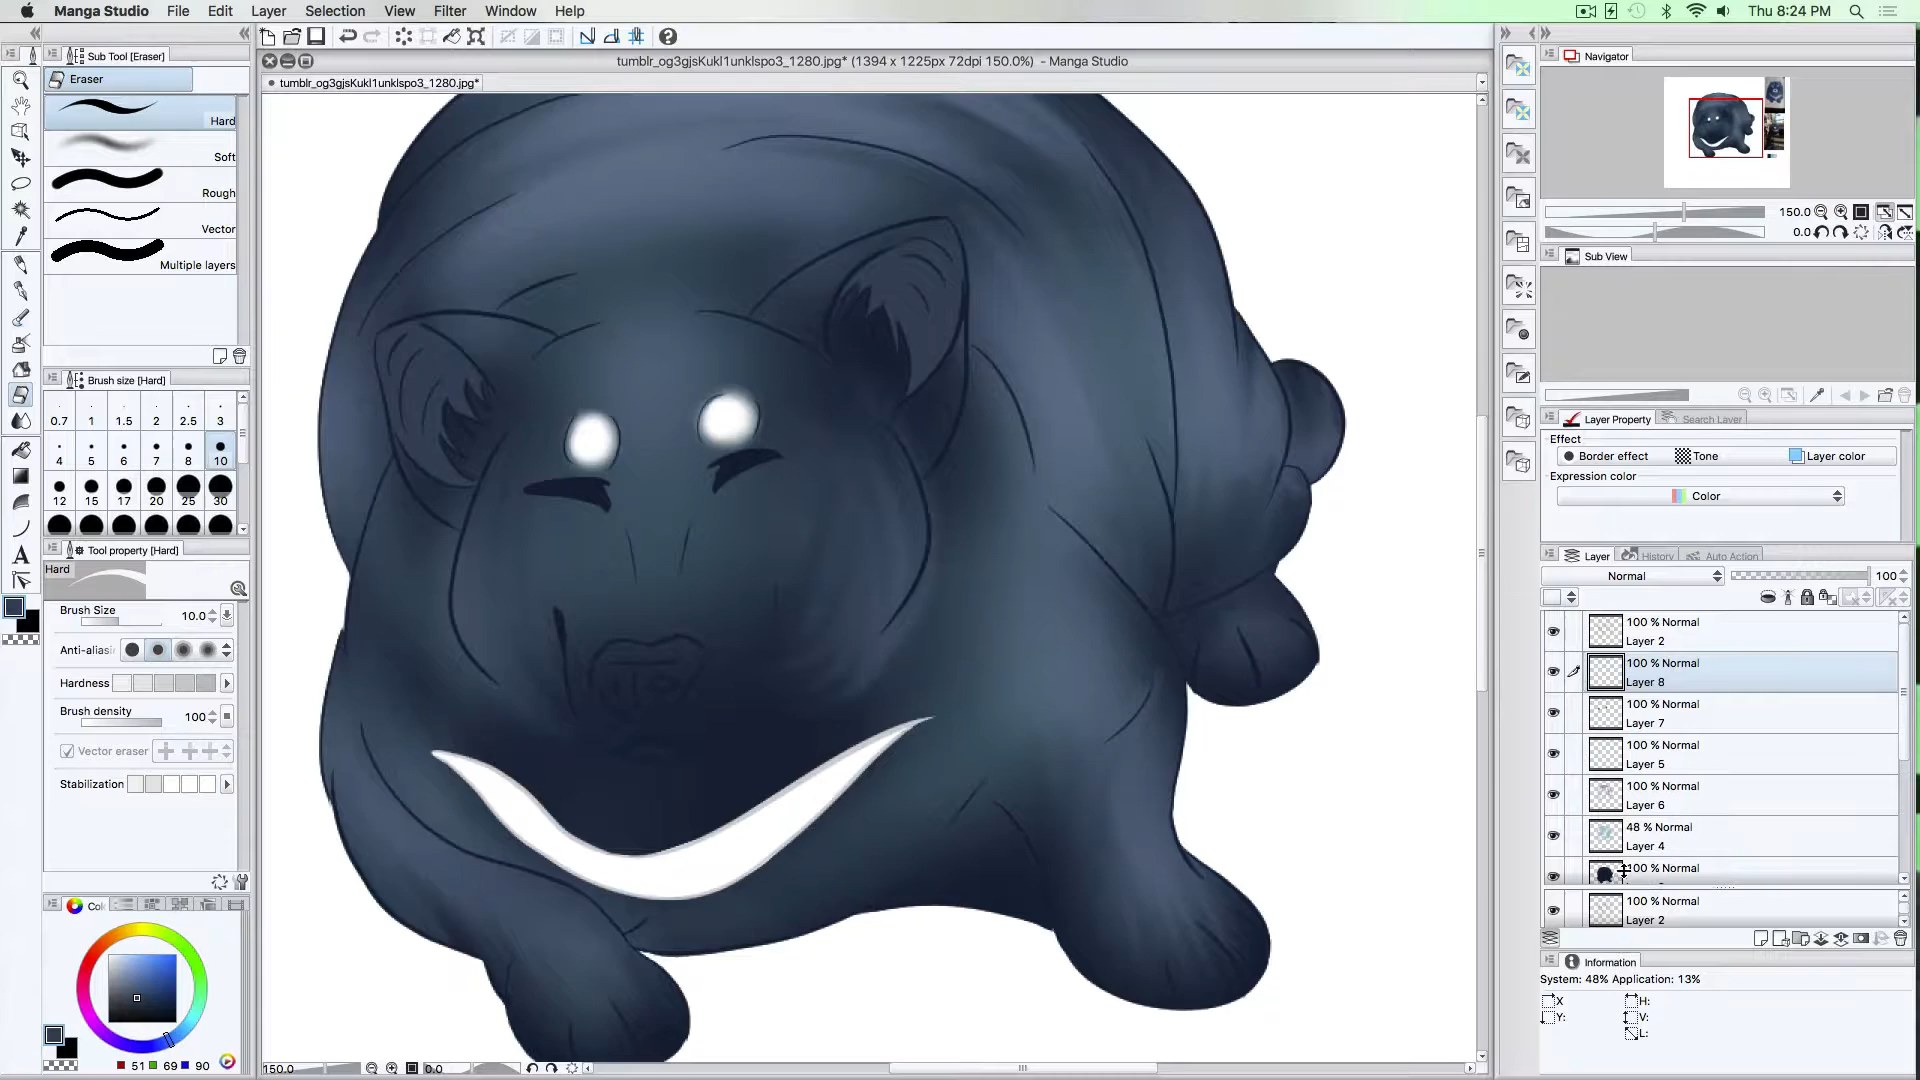 Manga Studio File Edit Layer Selection View Filter Window Help
Thu 8:24 PM
Sub Tool [Eraser]
Eraser
Hard
Soft
Rough
Vector
Multiple layers
Brush size [Hard]
0.7 1 1.5 2 2.5 3
4 5 6 7 8 10
12 15 17 20 25 30
Tool property [Hard]
Hard
Brush Size 10.0
Anti-aliasi
Hardness
Brush density 100
Vector eraser
Stabilization
Col
51 69 90
tumblr_og3gjsKukl1unklspo3_1280.jpg* (1394 x 1225px 72dpi 150.0%) - Manga Studio
tumblr_og3gjsKukl1unklspo3_1280.jpg*
150.0 0.0
Navigator
150.0
0.0
Sub View
Layer Property Search Layer
Effect
Border effect Tone Layer color
Expression color
Color
Layer History Auto Action
Normal 100
100 % Normal
Layer 2
100 % Normal
Layer 8
100 % Normal
Layer 7
100 % Normal
Layer 5
100 % Normal
Layer 6
48 % Normal
Layer 4
100 % Normal
100 % Normal
Layer 2
Information
System: 48% Application: 13%
X H:
Y: V:
L: